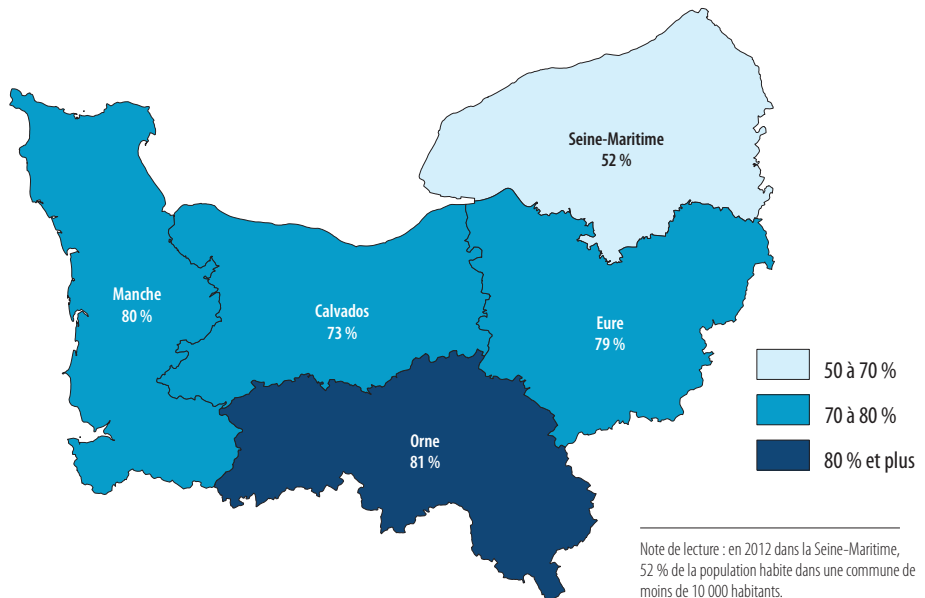 Seine-Maritime
52 %
Manche
80 %
Calvados
73 %
Eure
79 %
Orne
81 %
50 à 70 %
70 à 80 %
80 % et plus
Note de lecture : en 2012 dans la Seine-Maritime,
52 % de la population habite dans une commune de
moins de 10 000 habitants.